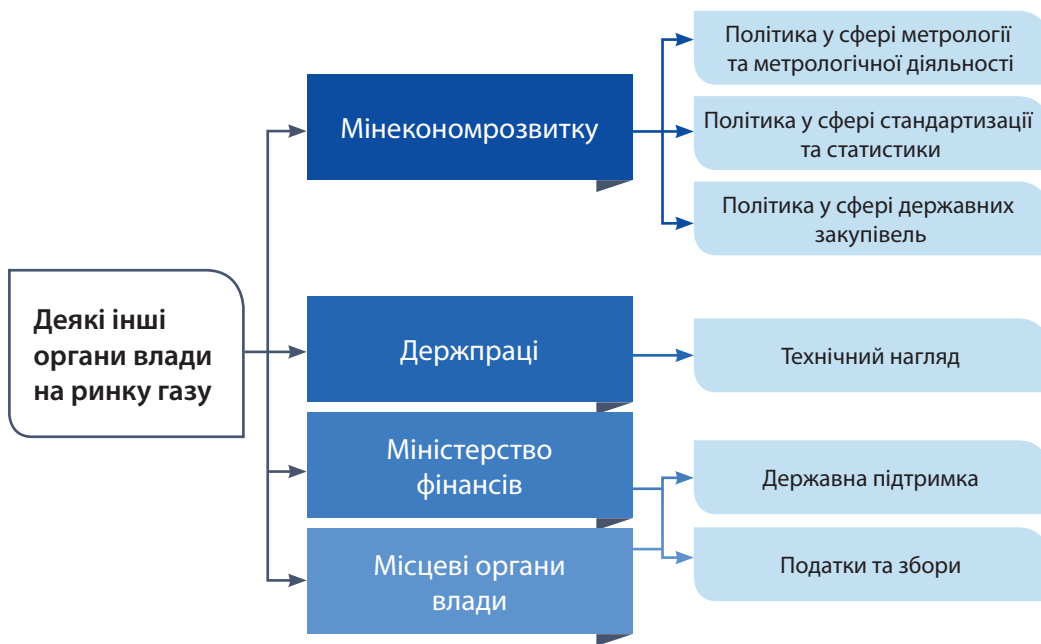 Деякі інші
органи влади
на ринку газу
Мінекономрозвитку
Політика у сфері метрології
та метрологічної діяльності
Політика у сфері стандартизації
та статистики
Політика у сфері державних
закупівель
Держпраці
Технічний нагляд
Міністерство
фінансів
Місцеві органи
влади
Державна підтримка
Податки та збори